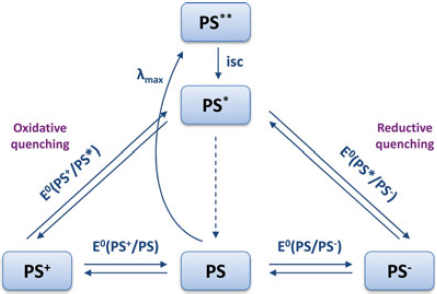 PS**
λmax
isc
PS*
Oxidative
quenching
Reductive
quenching
E⁰(PS⁺/PS*)
E⁰(PS*/PS⁻)
E⁰(PS⁺/PS)
E⁰(PS/PS⁻)
PS⁺
PS
PS⁻